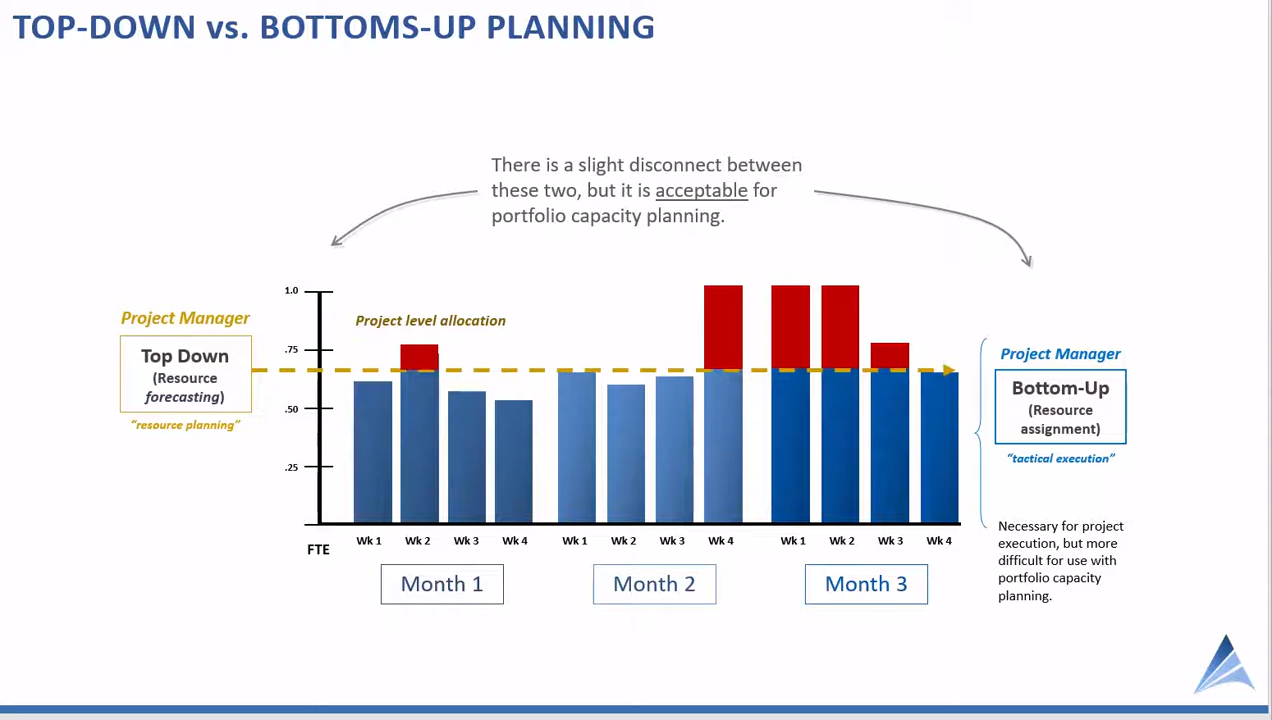 TOP-DOWN vs. BOTTOMS-UP PLANNING
There is a slight disconnect between
these two, but it is acceptable for
portfolio capacity planning.
Project Manager
Top Down
(Resource
forecasting)
"resource planning"
1.0
.75
.50
.25
FTE
Project level allocation
Wk 1
Wk 2
Wk 3
Wk 4
Wk 1
Wk 2
Wk 3
Wk 4
Wk 1
Wk 2
Wk 3
Wk 4
Month 1
Month 2
Month 3
Project Manager
Bottom-Up
(Resource
assignment)
"tactical execution"
Necessary for project
execution, but more
difficult for use with
portfolio capacity
planning.